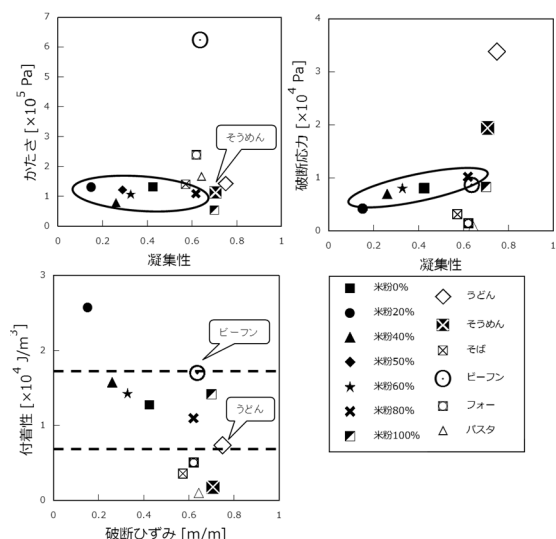 かたさ [×10⁵ Pa]
7
6
5
4
3
2
1
0
そうめん
0 0.2 0.4 0.6 0.8 1
凝集性
破断応力 [×10⁴ Pa]
4
3
2
1
0
0 0.2 0.4 0.6 0.8 1
凝集性
付着性 [×10⁴ J/m³]
3
2
1
0
ビーフン
うどん
0 0.2 0.4 0.6 0.8 1
破断ひずみ [m/m]
米粉0%
米粉20%
米粉40%
米粉50%
米粉60%
米粉80%
米粉100%
うどん
そうめん
そば
ビーフン
フォー
パスタ